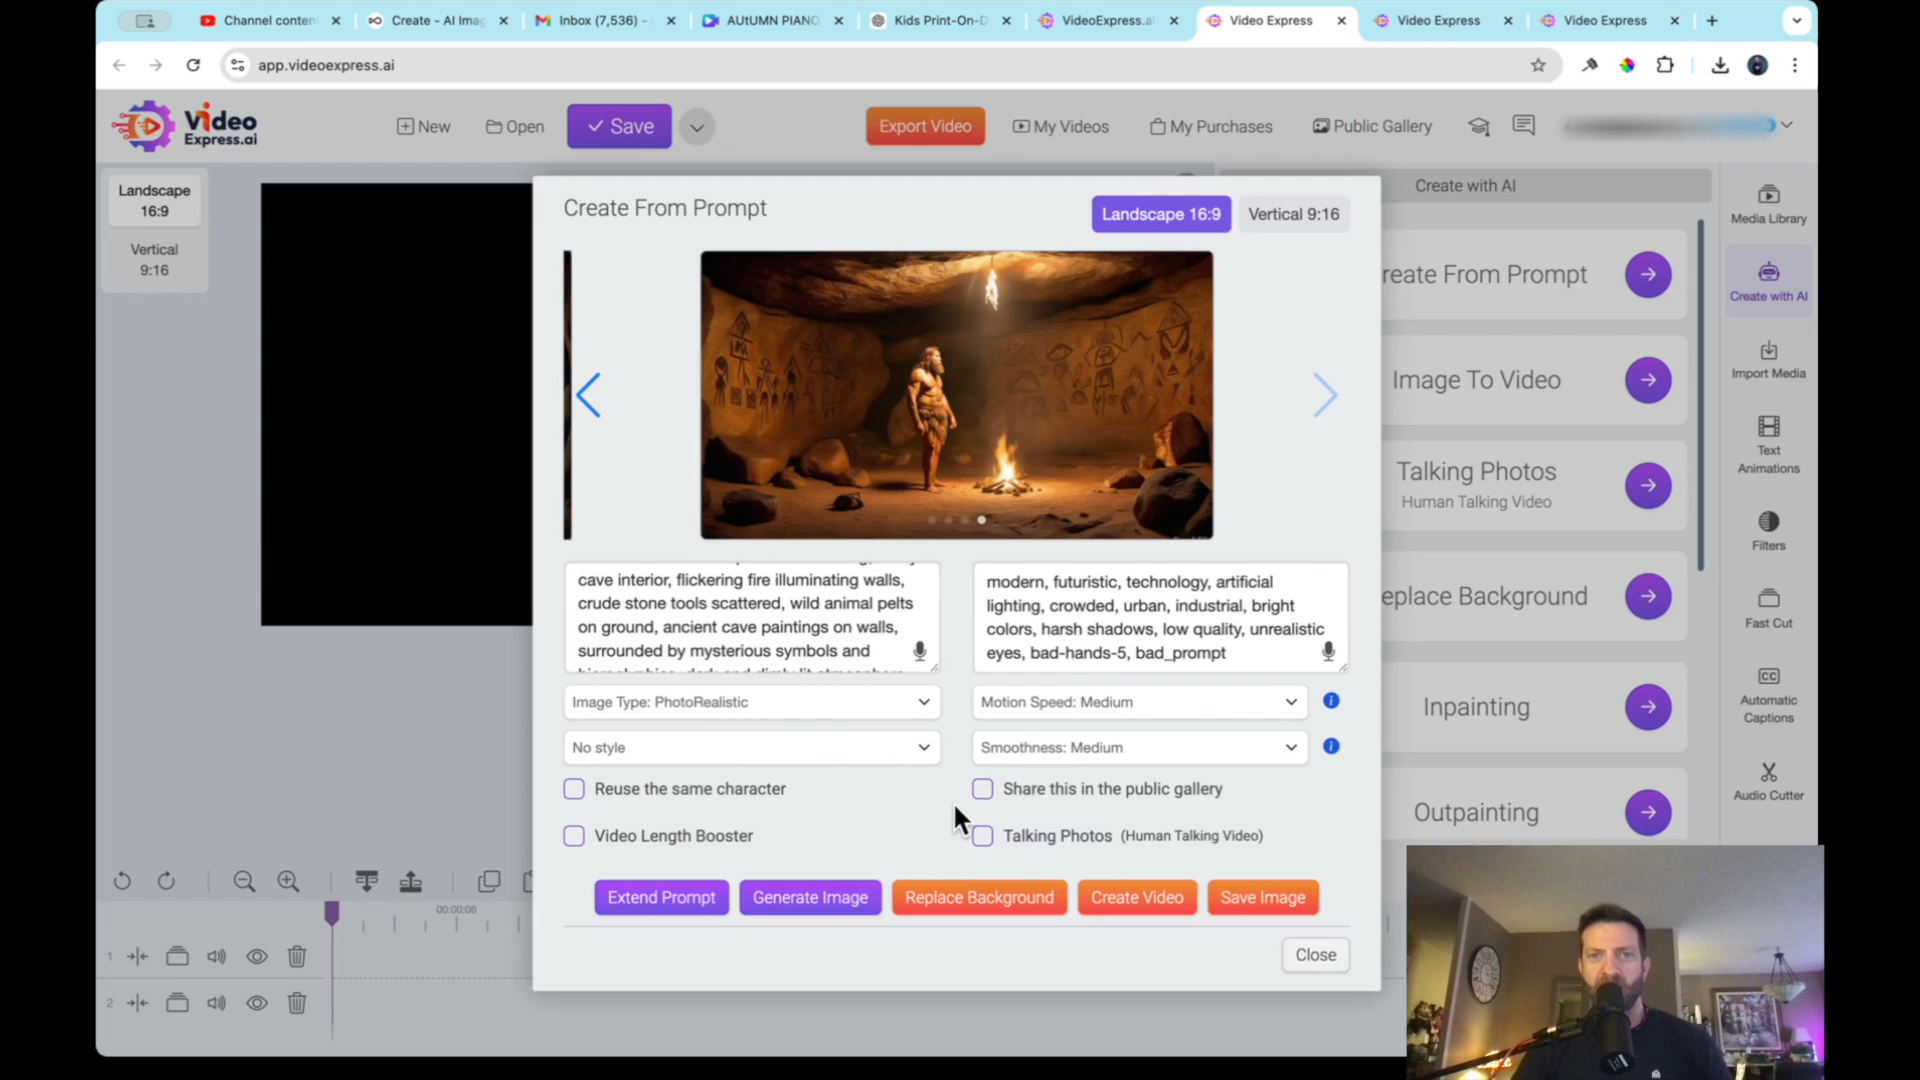 Channel conten
Create - AI Imag
Inbox (7,536) -
AUtUMN PIANO
Kids Print-On-D
VideoExpress.a
Video Express
Video Express
Video Express
app.videoexpress.ai
Video
Express.ai
New
Open
Save
Export Video
My Videos
My Purchases
Public Gallery
Landscape
16:9
Vertical
9:16
Create From Prompt
Landscape 16:9
Vertical 9:16
cave interior, flickering fire illuminating walls,
crude stone tools scattered, wild animal pelts
on ground, ancient cave paintings on walls,
surrounded by mysterious symbols and
modern, futuristic, technology, artificial
lighting, crowded, urban, industrial, bright
colors, harsh shadows, low quality, unrealistic
eyes, bad-hands-5, bad_prompt
Image Type: PhotoRealistic
Motion Speed: Medium
No style
Smoothness: Medium
Reuse the same character
Share this in the public gallery
Video Length Booster
Talking Photos (Human Talking Video)
Extend Prompt
Generate Image
Replace Background
Create Video
Save Image
Close
Create with AI
reate From Prompt
Image To Video
Talking Photos
Human Talking Video
eplace Background
Inpainting
Outpainting
Media Library
Create with AI
Import Media
Text
Animations
Filters
Fast Cut
CC
Automatic
Captions
Audio Cutter
00:00:06
1
2